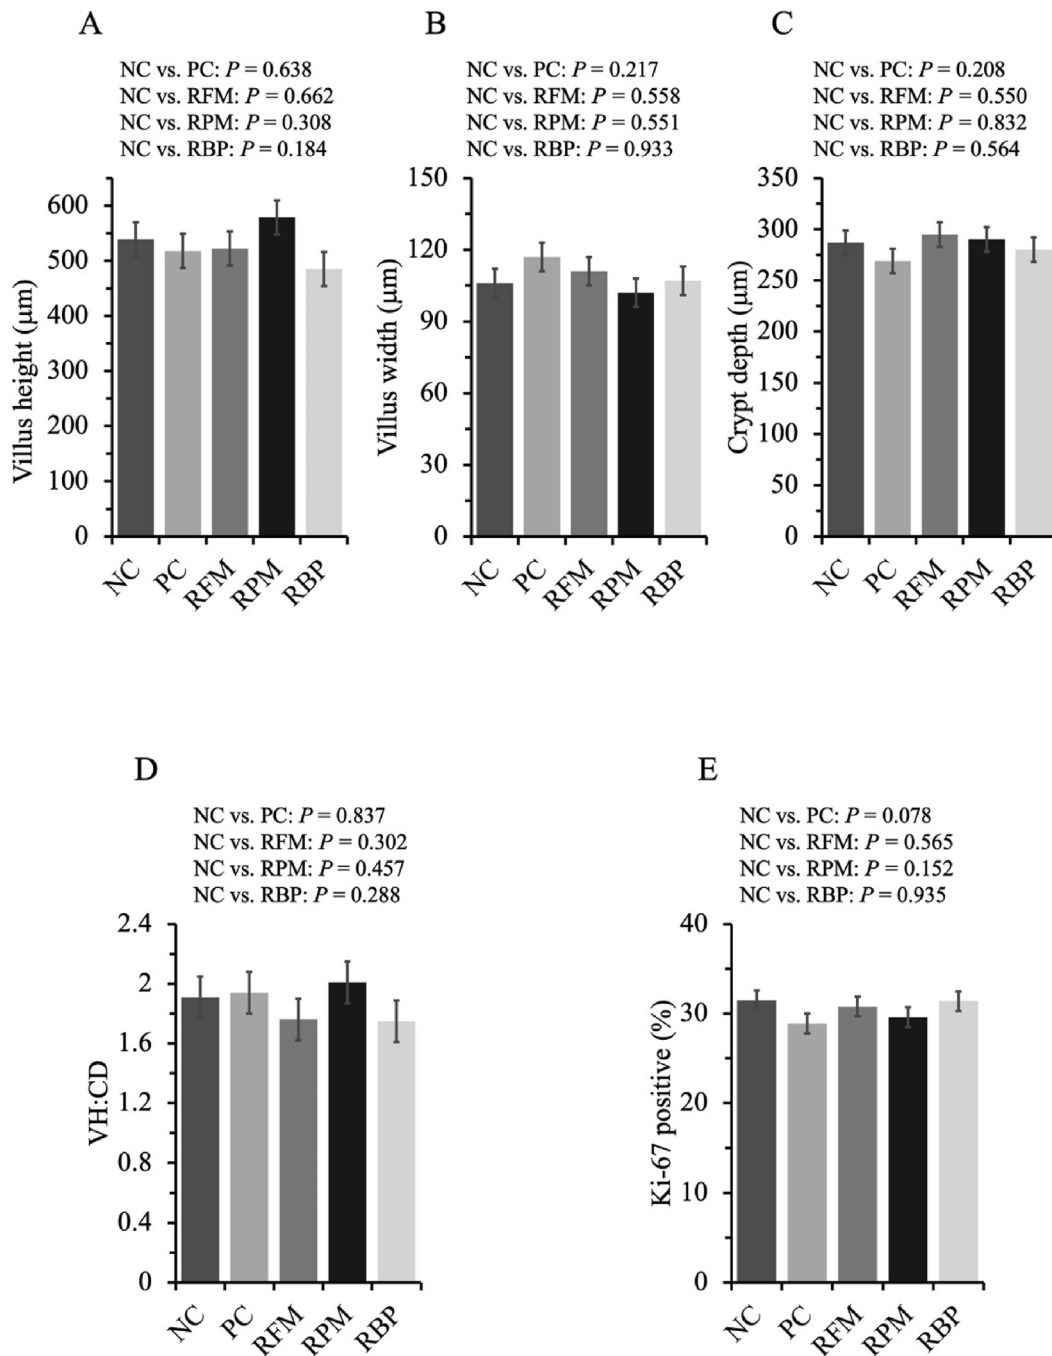 A
NC vs. PC: P = 0.638
NC vs. RFM: P = 0.662
NC vs. RPM: P = 0.308
NC vs. RBP: P = 0.184
600
500
400
300
200
100
0
Villus height (μm)
NC
PC
RFM
RPM
RBP
B
NC vs. PC: P = 0.217
NC vs. RFM: P = 0.558
NC vs. RPM: P = 0.551
NC vs. RBP: P = 0.933
150
120
90
60
30
0
Villus width (μm)
NC
PC
RFM
RPM
RBP
C
NC vs. PC: P = 0.208
NC vs. RFM: P = 0.550
NC vs. RPM: P = 0.832
NC vs. RBP: P = 0.564
350
300
250
200
150
100
50
0
Crypt depth (μm)
NC
PC
RFM
RPM
RBP
D
NC vs. PC: P = 0.837
NC vs. RFM: P = 0.302
NC vs. RPM: P = 0.457
NC vs. RBP: P = 0.288
2.4
2
1.6
1.2
0.8
0.4
0
VH:CD
NC
PC
RFM
RPM
RBP
E
NC vs. PC: P = 0.078
NC vs. RFM: P = 0.565
NC vs. RPM: P = 0.152
NC vs. RBP: P = 0.935
40
30
20
10
0
Ki-67 positive (%)
NC
PC
RFM
RPM
RBP